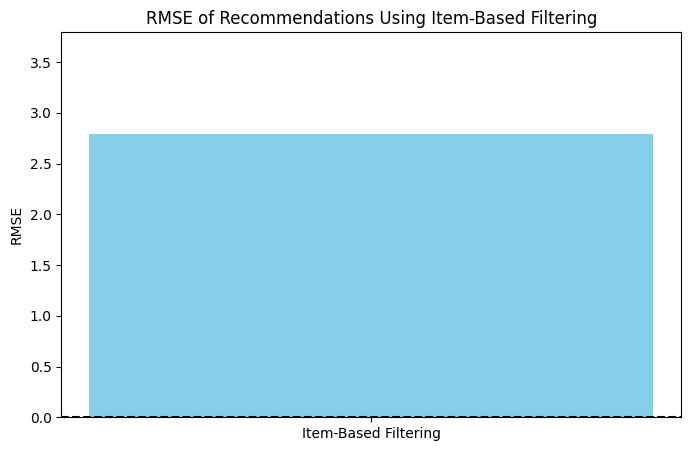 RMSE of Recommendations Using Item-Based Filtering
3.5
3.0
2.5
2.0
1.5
1.0
0.5
0.0
RMSE
Item-Based Filtering